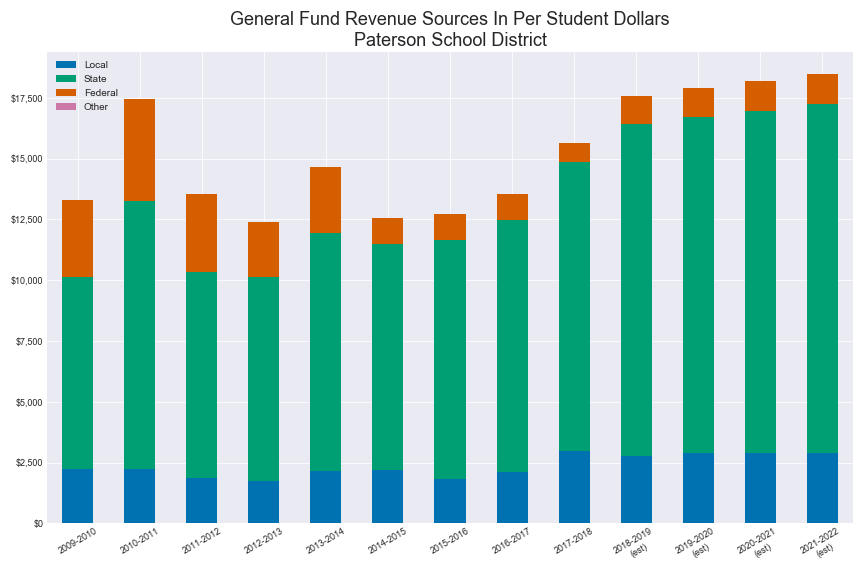 General Fund Revenue Sources In Per Student Dollars
Paterson School District
Local
State
Federal
Other
$17,500
$15,000
$12,500
$10,000
$7,500
$5,000
$2,500
$0
2009-2010
2010-2011
2011-2012
2012-2013
2013-2014
2014-2015
2015-2016
2016-2017
2017-2018
2018-2019
(est)
2019-2020
(est)
2020-2021
(est)
2021-2022
(est)